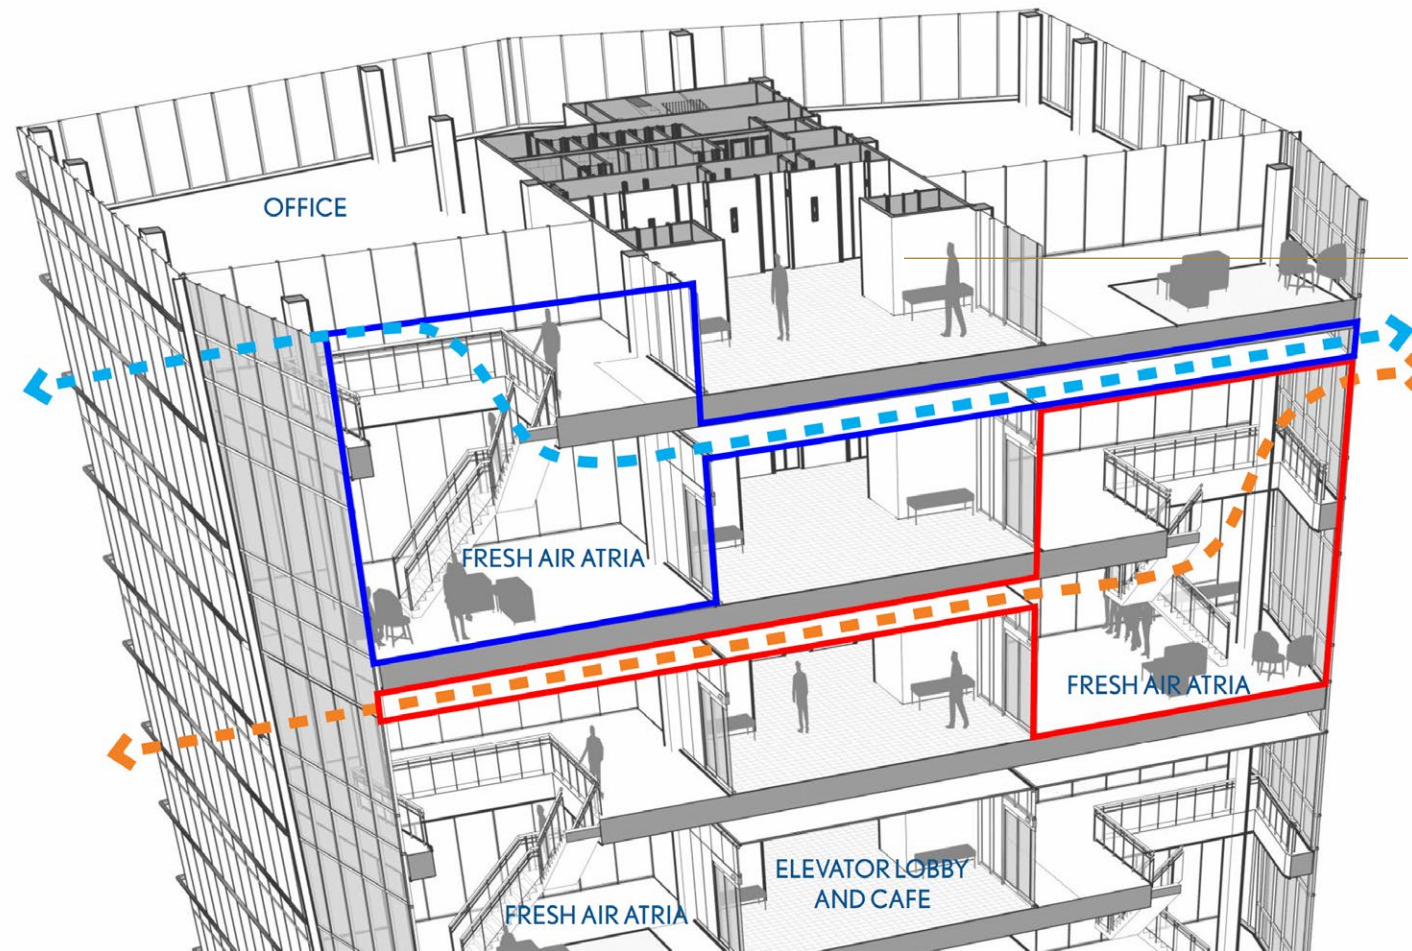 OFFICE
FRESH AIR ATRIA
FRESH AIR ATRIA
ELEVATOR LOBBY
AND CAFE
FRESH AIR ATRIA